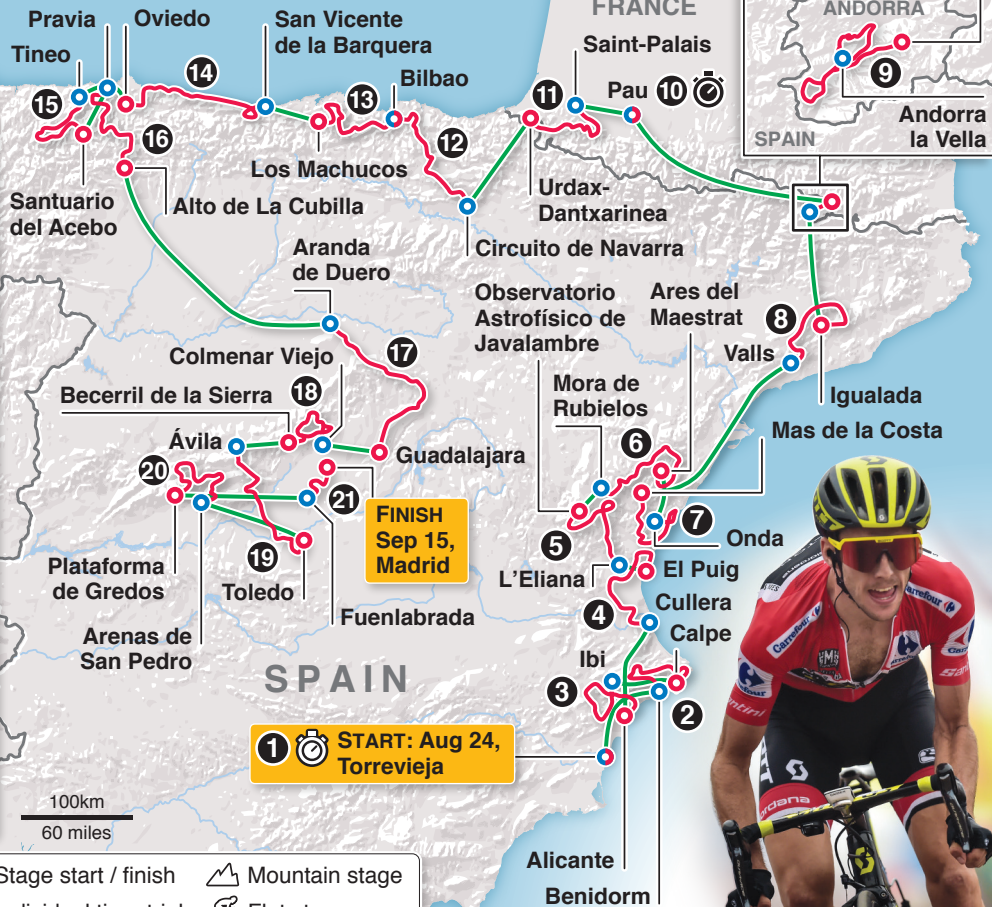 FRANCE
ANDORRA
9
Andorra
la Vella
SPAIN
Pravia
Oviedo
Tineo
San Vicente
de la Barquera
14
15
16
Bilbao
13
12
Saint-Palais
11
Pau
10
Los Machucos
Santuario
del Acebo
Alto de La Cubilla
Urdax-
Dantxarinea
Circuito de Navarra
Aranda
de Duero
Observatorio
Astrofísico de
Javalambre
Ares del
Maestrat
8
Valls
Igualada
Colmenar Viejo
17
Becerril de la Sierra
18
Mora de
Rubielos
6
Mas de la Costa
Ávila
Guadalajara
20
21
FINISH
Sep 15,
Madrid
5
7
Onda
Plataforma
de Gredos
19
Toledo
L'Eliana
El Puig
Fuenlabrada
4
Cullera
Arenas de
San Pedro
Calpe
Ibi
SPAIN
3
2
1
START: Aug 24,
Torrevieja
100km
60 miles
Alicante
Benidorm
Stage start / finish
Mountain stage
Carrefour
Carrefour